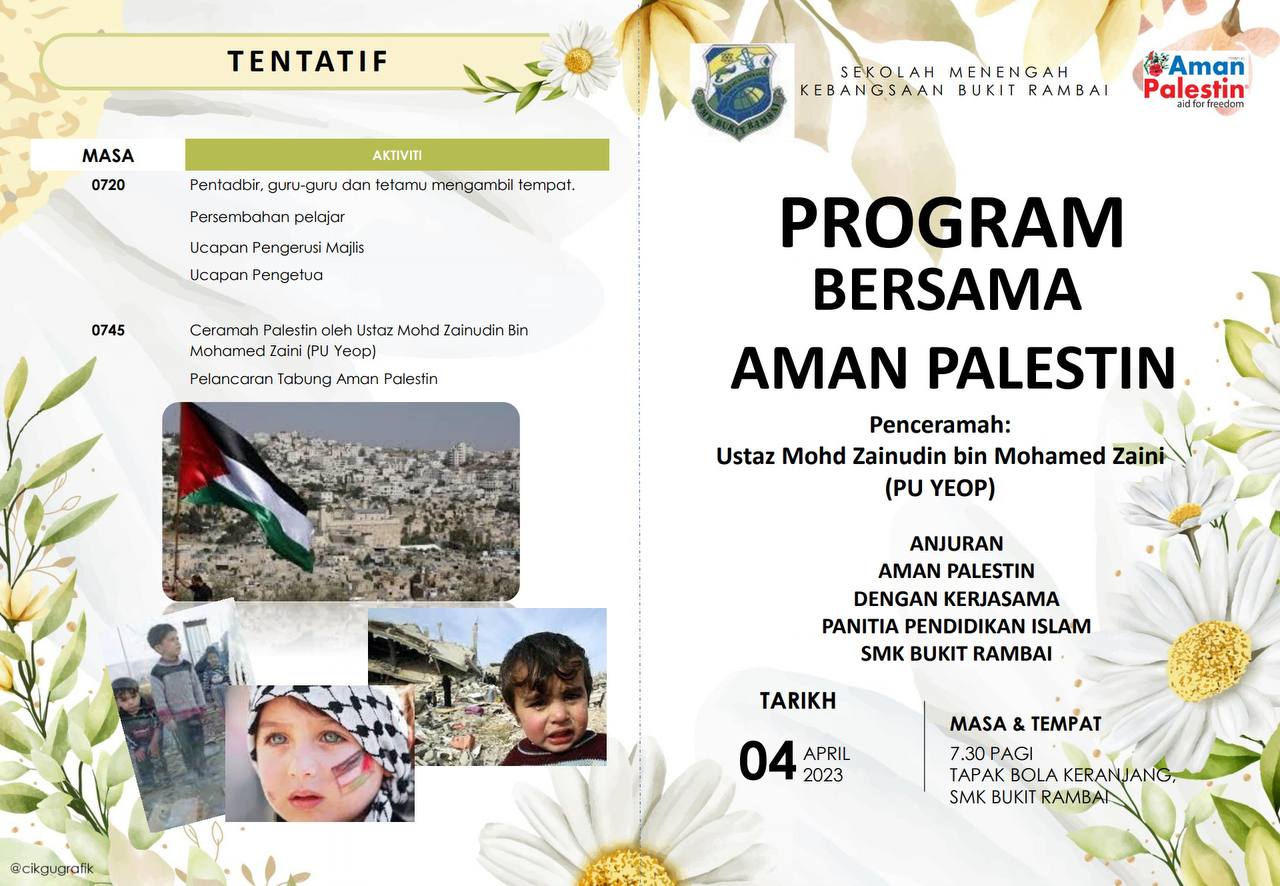 TENTATIF
MASA AKTIVITI
0720 Pentadbir, guru-guru dan tetamu mengambil tempat.
Persembahan pelajar
Ucapan Pengerusi Majlis
Ucapan Pengetua
0745 Ceramah Palestin oleh Ustaz Mohd Zainudin Bin
Mohamed Zaini (PU Yeop)
Pelancaran Tabung Aman Palestin
@cikgugrafik
SMK BUKIT RAMBAI
SEKOLAH MENENGAH
KEBANGSAAN BUKIT RAMBAI
Aman
Palestin
aid for freedom
PROGRAM
BERSAMA
AMAN PALESTIN
Penceramah:
Ustaz Mohd Zainudin bin Mohamed Zaini
(PU YEOP)
ANJURAN
AMAN PALESTIN
DENGAN KERJASAMA
PANITIA PENDIDIKAN ISLAM
SMK BUKIT RAMBAI
TARIKH
04 APRIL
2023
MASA & TEMPAT
7.30 PAGI
TAPAK BOLA KERANJANG,
SMK BUKIT RAMBAI